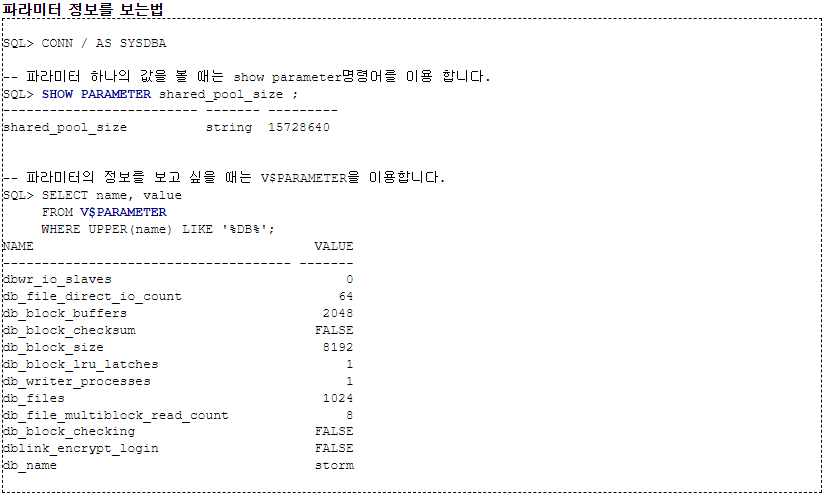 파라미터 정보를 보는법
SQL> CONN / AS SYSDBA
-- 파라미터 하나의 값을 볼 때는 show parameter명령어를 이용 합니다.
SQL> SHOW PARAMETER shared_pool_size ;
------------------------- ------- ---------
shared_pool_size          string  15728640
-- 파라미터의 정보를 보고 싶을 때는 V$PARAMETER을 이용합니다.
SQL> SELECT name, value
     FROM V$PARAMETER
     WHERE UPPER(name) LIKE '%DB%';
NAME                                    VALUE
------------------------------------- -------
dbwr_io_slaves                              0
db_file_direct_io_count                    64
db_block_buffers                         2048
db_block_checksum                       FALSE
db_block_size                            8192
db_block_lru_latches                        1
db_writer_processes                         1
db_files                                 1024
db_file_multiblock_read_count               8
db_block_checking                       FALSE
dblink_encrypt_login                    FALSE
db_name                                 storm